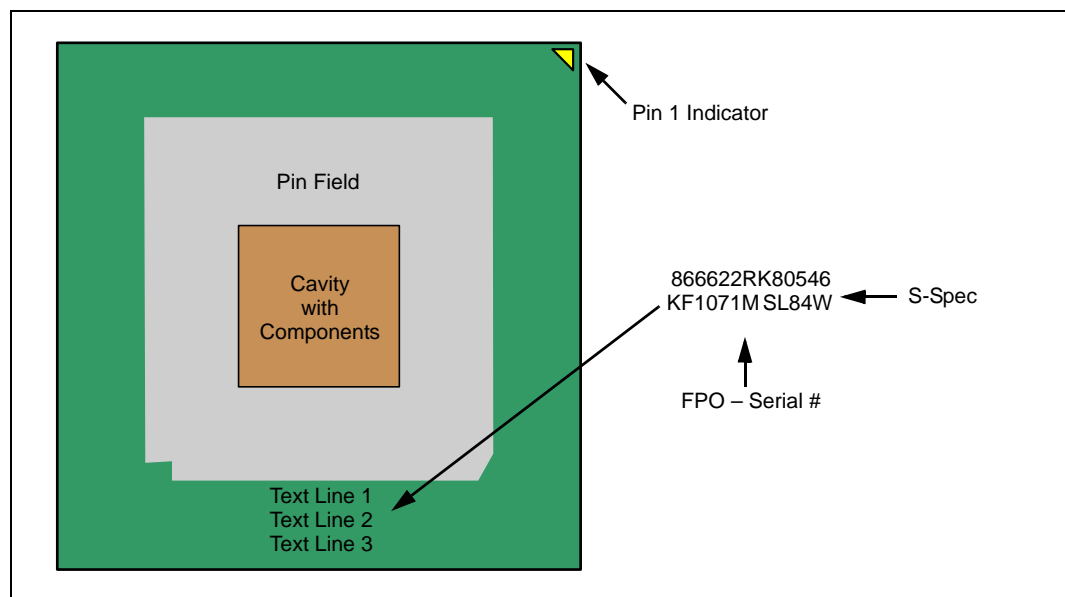 Pin 1 Indicator
Pin Field
Cavity
with
Components
866622RK80546
KF1071M SL84W
S-Spec
FPO – Serial #
Text Line 1
Text Line 2
Text Line 3